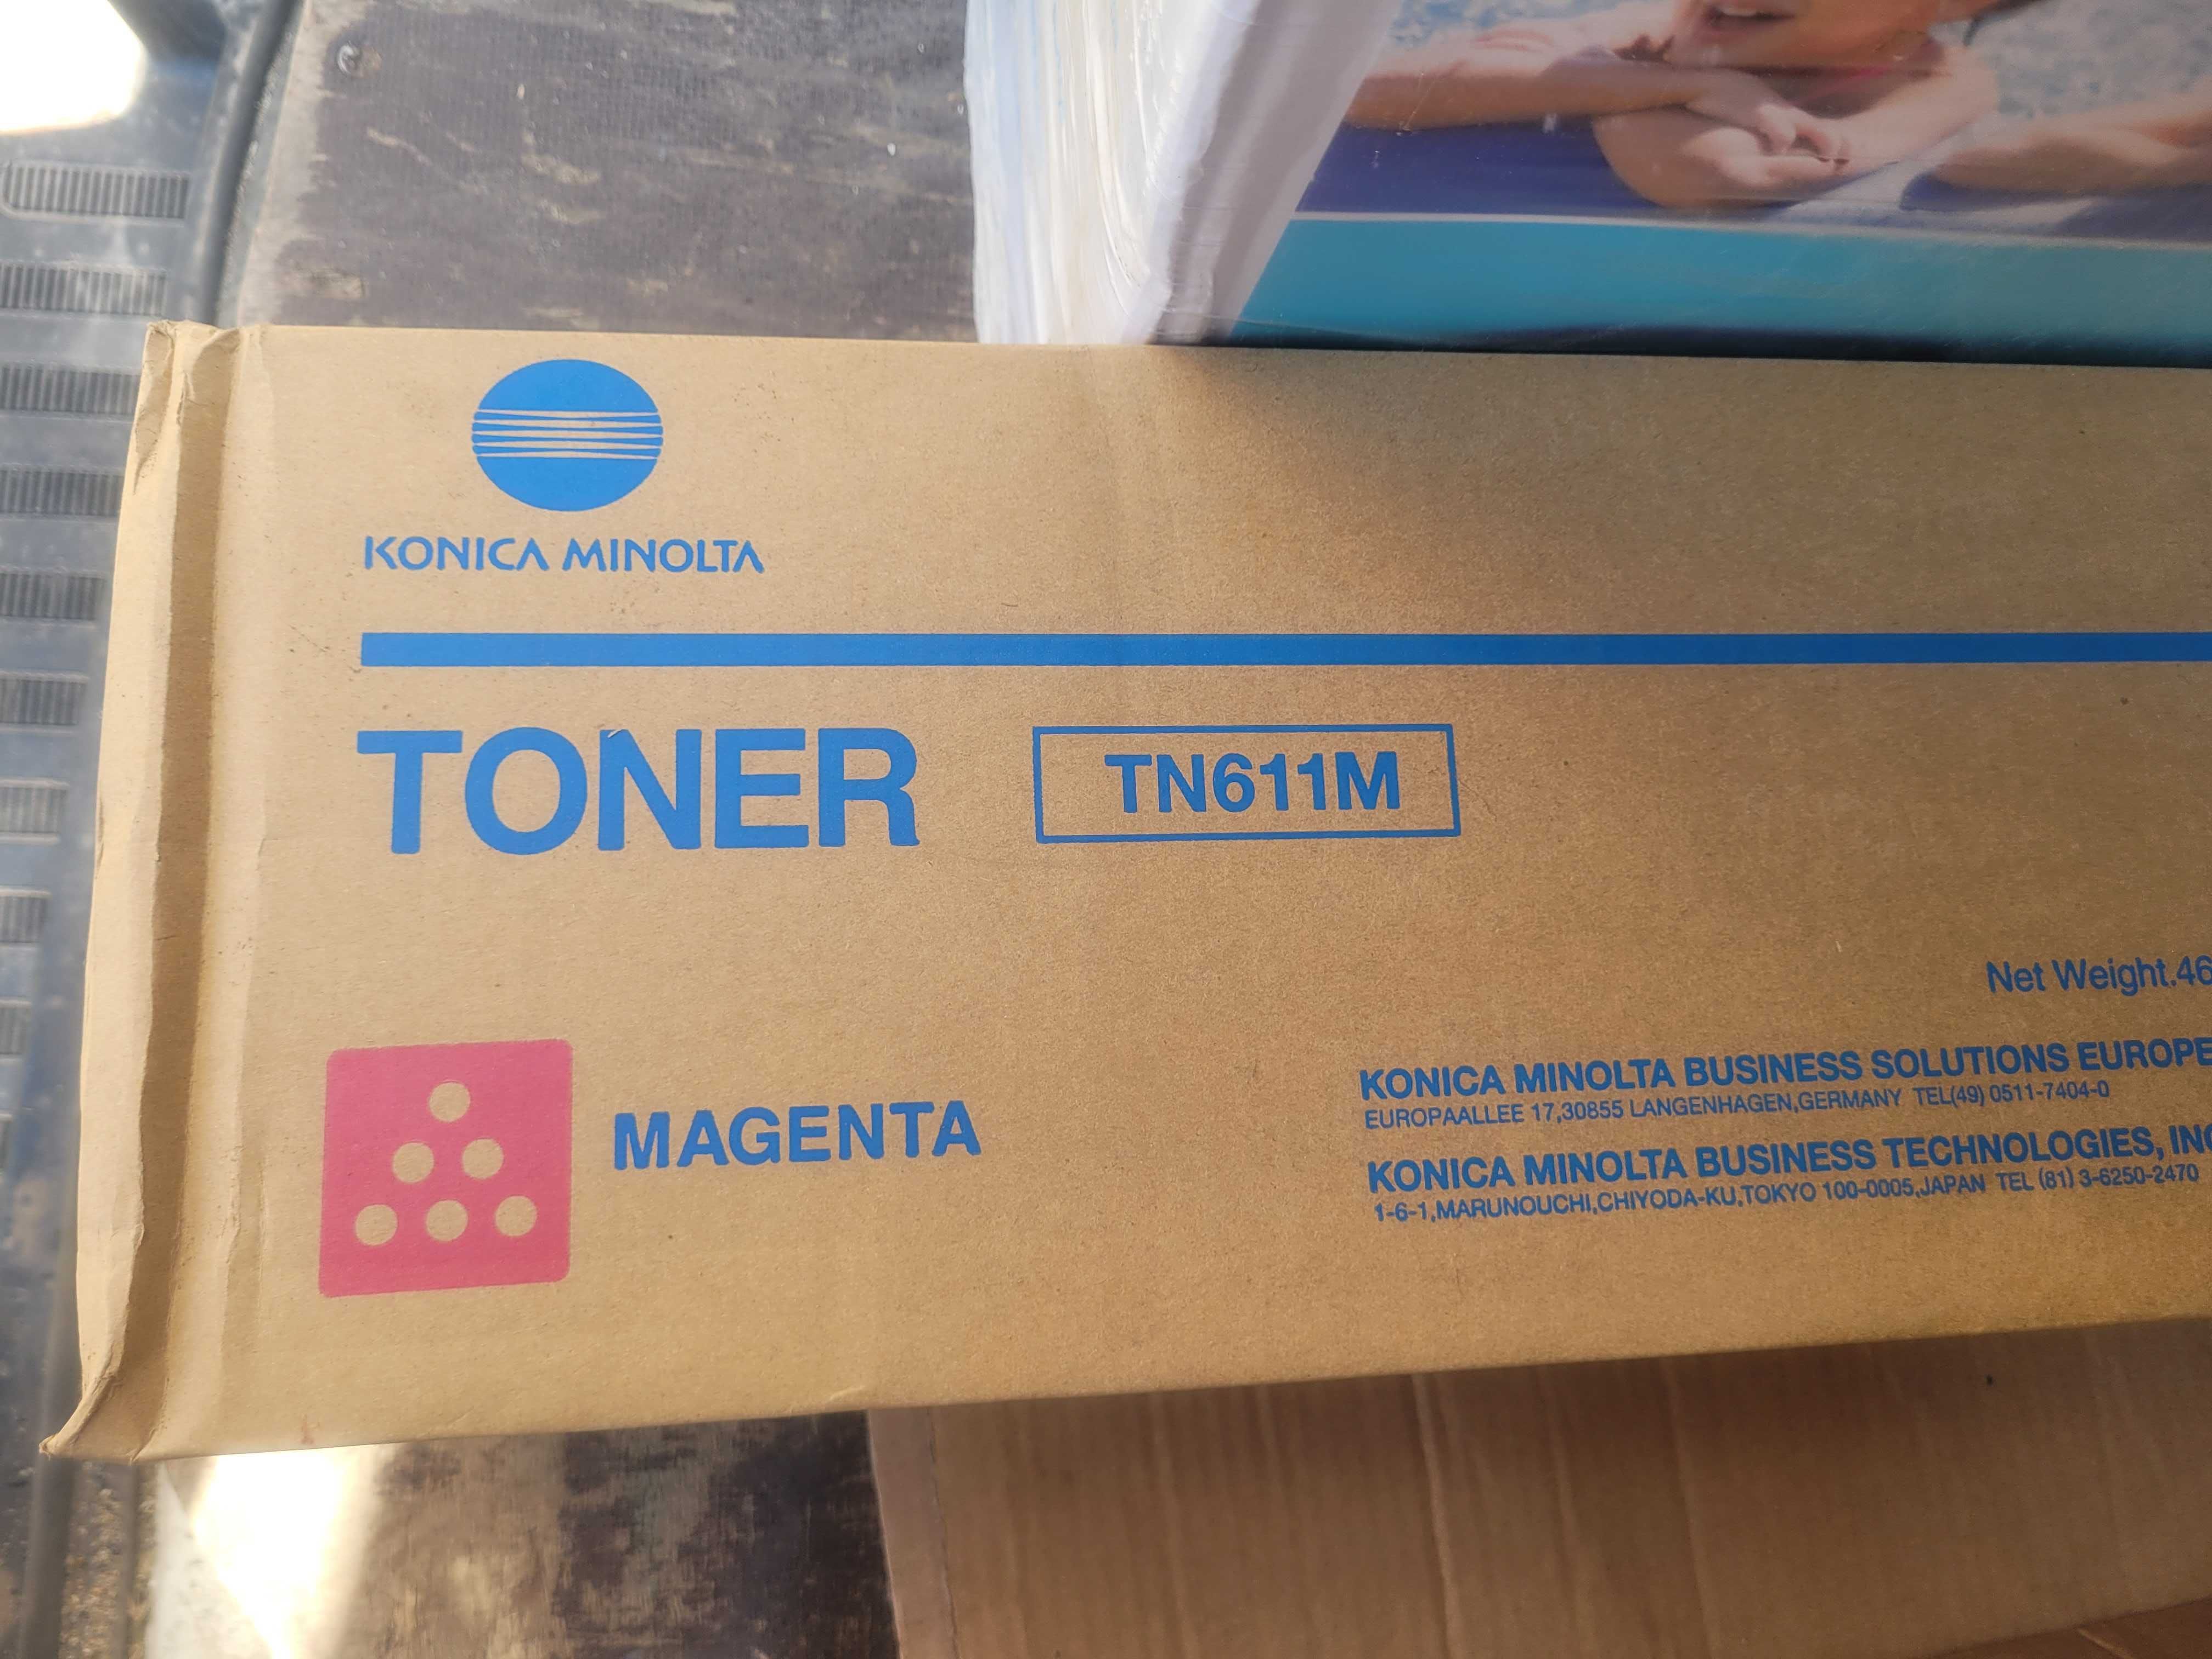 KONICA MINOLTA
TONER TN611M
Net Weight.46
MAGENTA
KONICA MINOLTA BUSINESS SOLUTIONS EUROPE
EUROPAALLEE 17,30855 LANGENHAGEN,GERMANY TEL(49) 0511-7404-0
KONICA MINOLTA BUSINESS TECHNOLOGIES, INC
1-6-1,MARUNOUCHI,CHIYODA-KU,TOKYO 100-0005,JAPAN TEL (81) 3-6250-2470